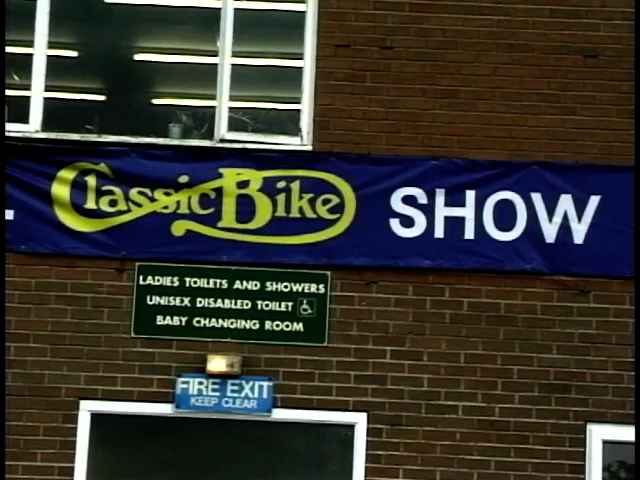 Classic Bike SHOW
LADIES TOILETS AND SHOWERS
UNISEX DISABLED TOILET
BABY CHANGING ROOM
FIRE EXIT
KEEP CLEAR